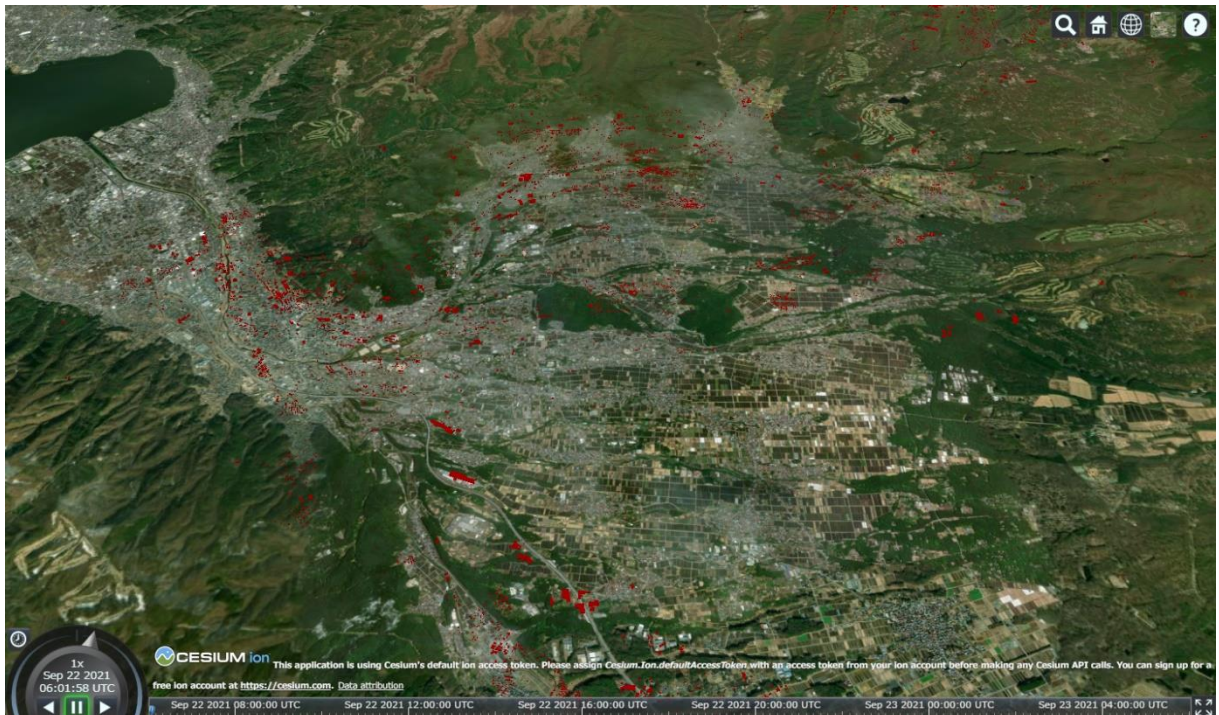 ?
CESIUM ion This application is using Cesium's default ion access token. Please assign Cesium.Ion.defaultAccessToken with an access token from your ion account before making any Cesium API calls. You can sign up for a
free ion account at https://cesium.com. Data attribution
1x
Sep 22 2021
06:01:58 UTC
Sep 22 2021 08:00:00 UTC Sep 22 2021 12:00:00 UTC Sep 22 2021 16:00:00 UTC Sep 22 2021 20:00:00 UTC Sep 23 2021 00:00:00 UTC Sep 23 2021 04:00:00 UTC